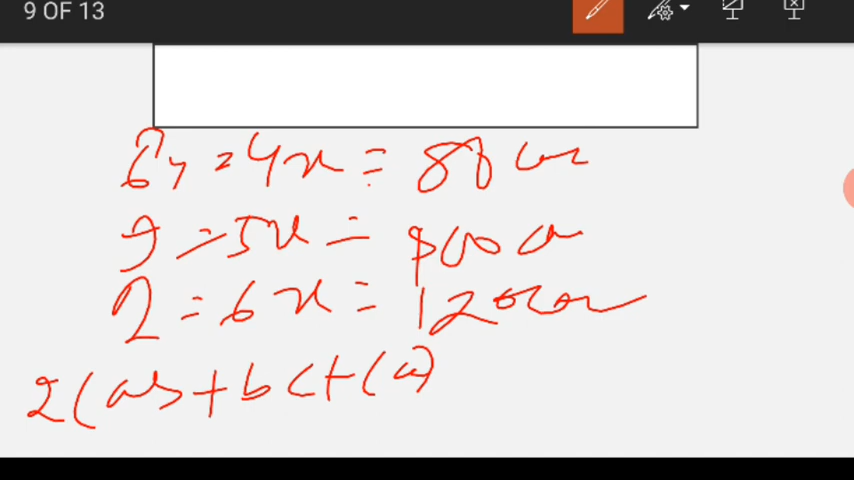 9 OF 13
= 4x = 80 cm
= 5x = 100 cm
= 6x = 120 cm
2(ab + bc + ca)